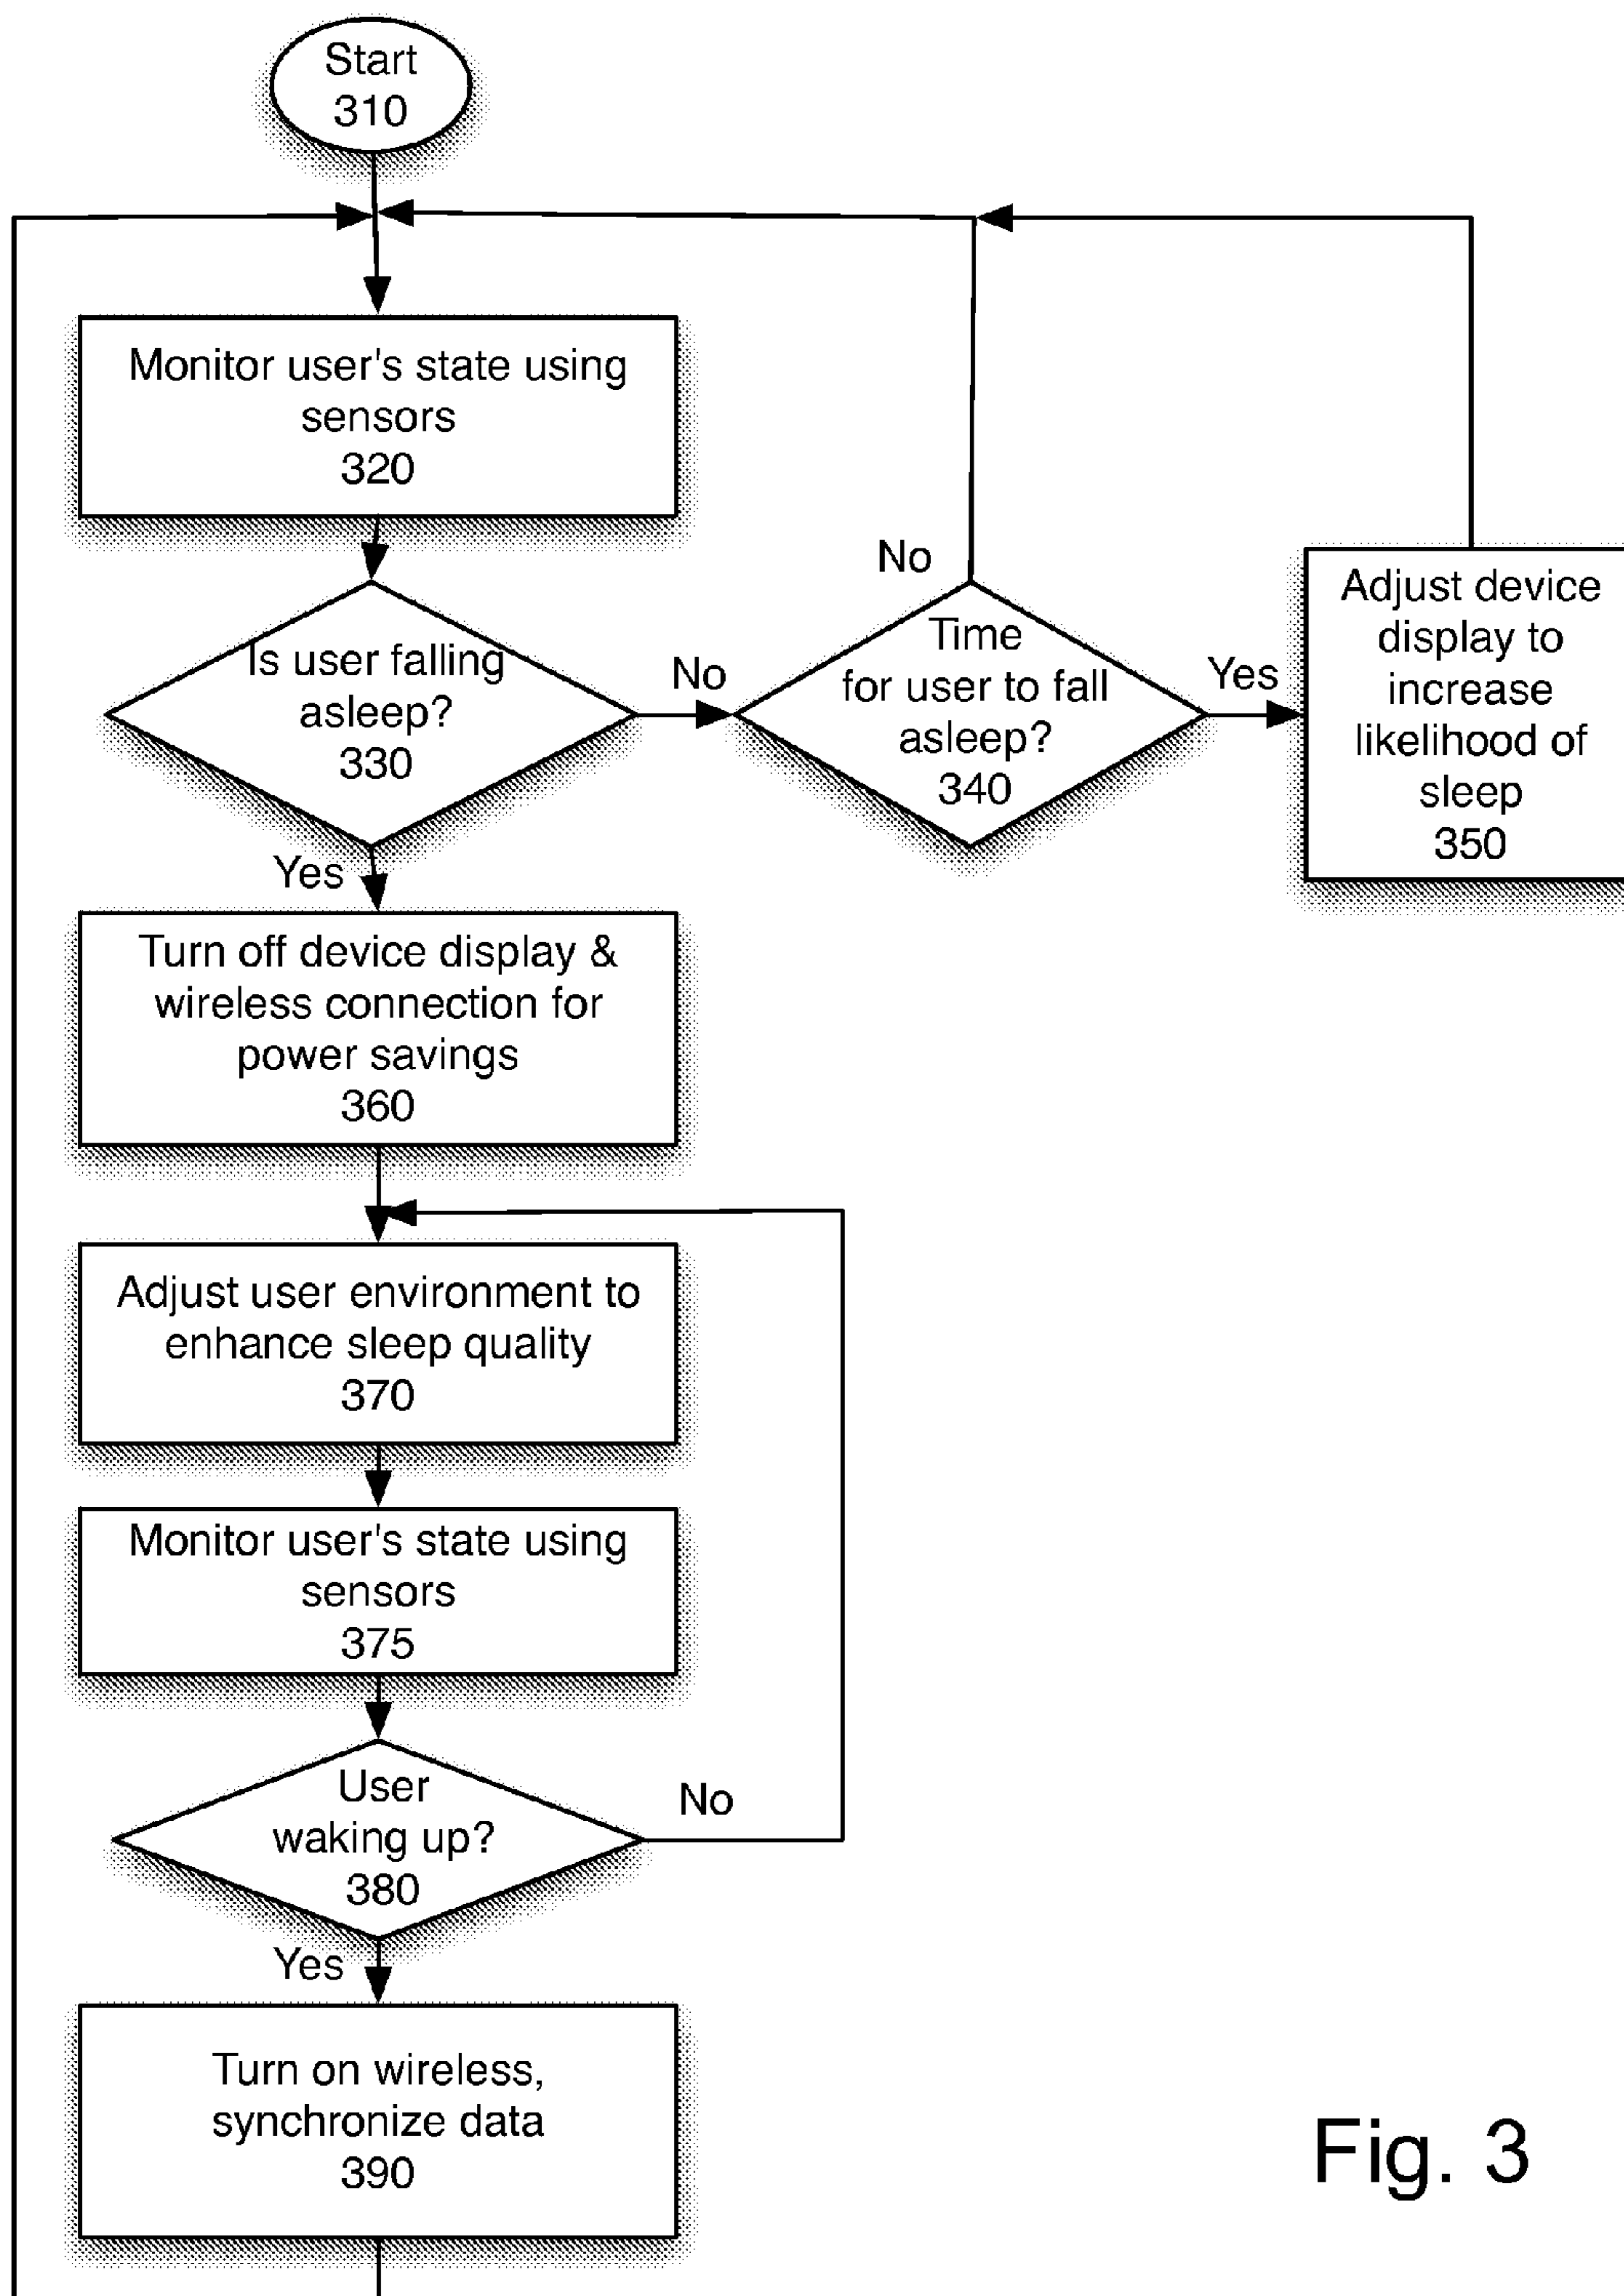 Start
310
Monitor user's state using
sensors
320
Is user falling
asleep?
330
No
Time
for user to fall
asleep?
340
No
Yes
Adjust device
display to
increase
likelihood of
sleep
350
Yes
Turn off device display &
wireless connection for
power savings
360
Adjust user environment to
enhance sleep quality
370
Monitor user's state using
sensors
375
User
waking up?
380
No
Yes
Turn on wireless,
synchronize data
390
Fig. 3